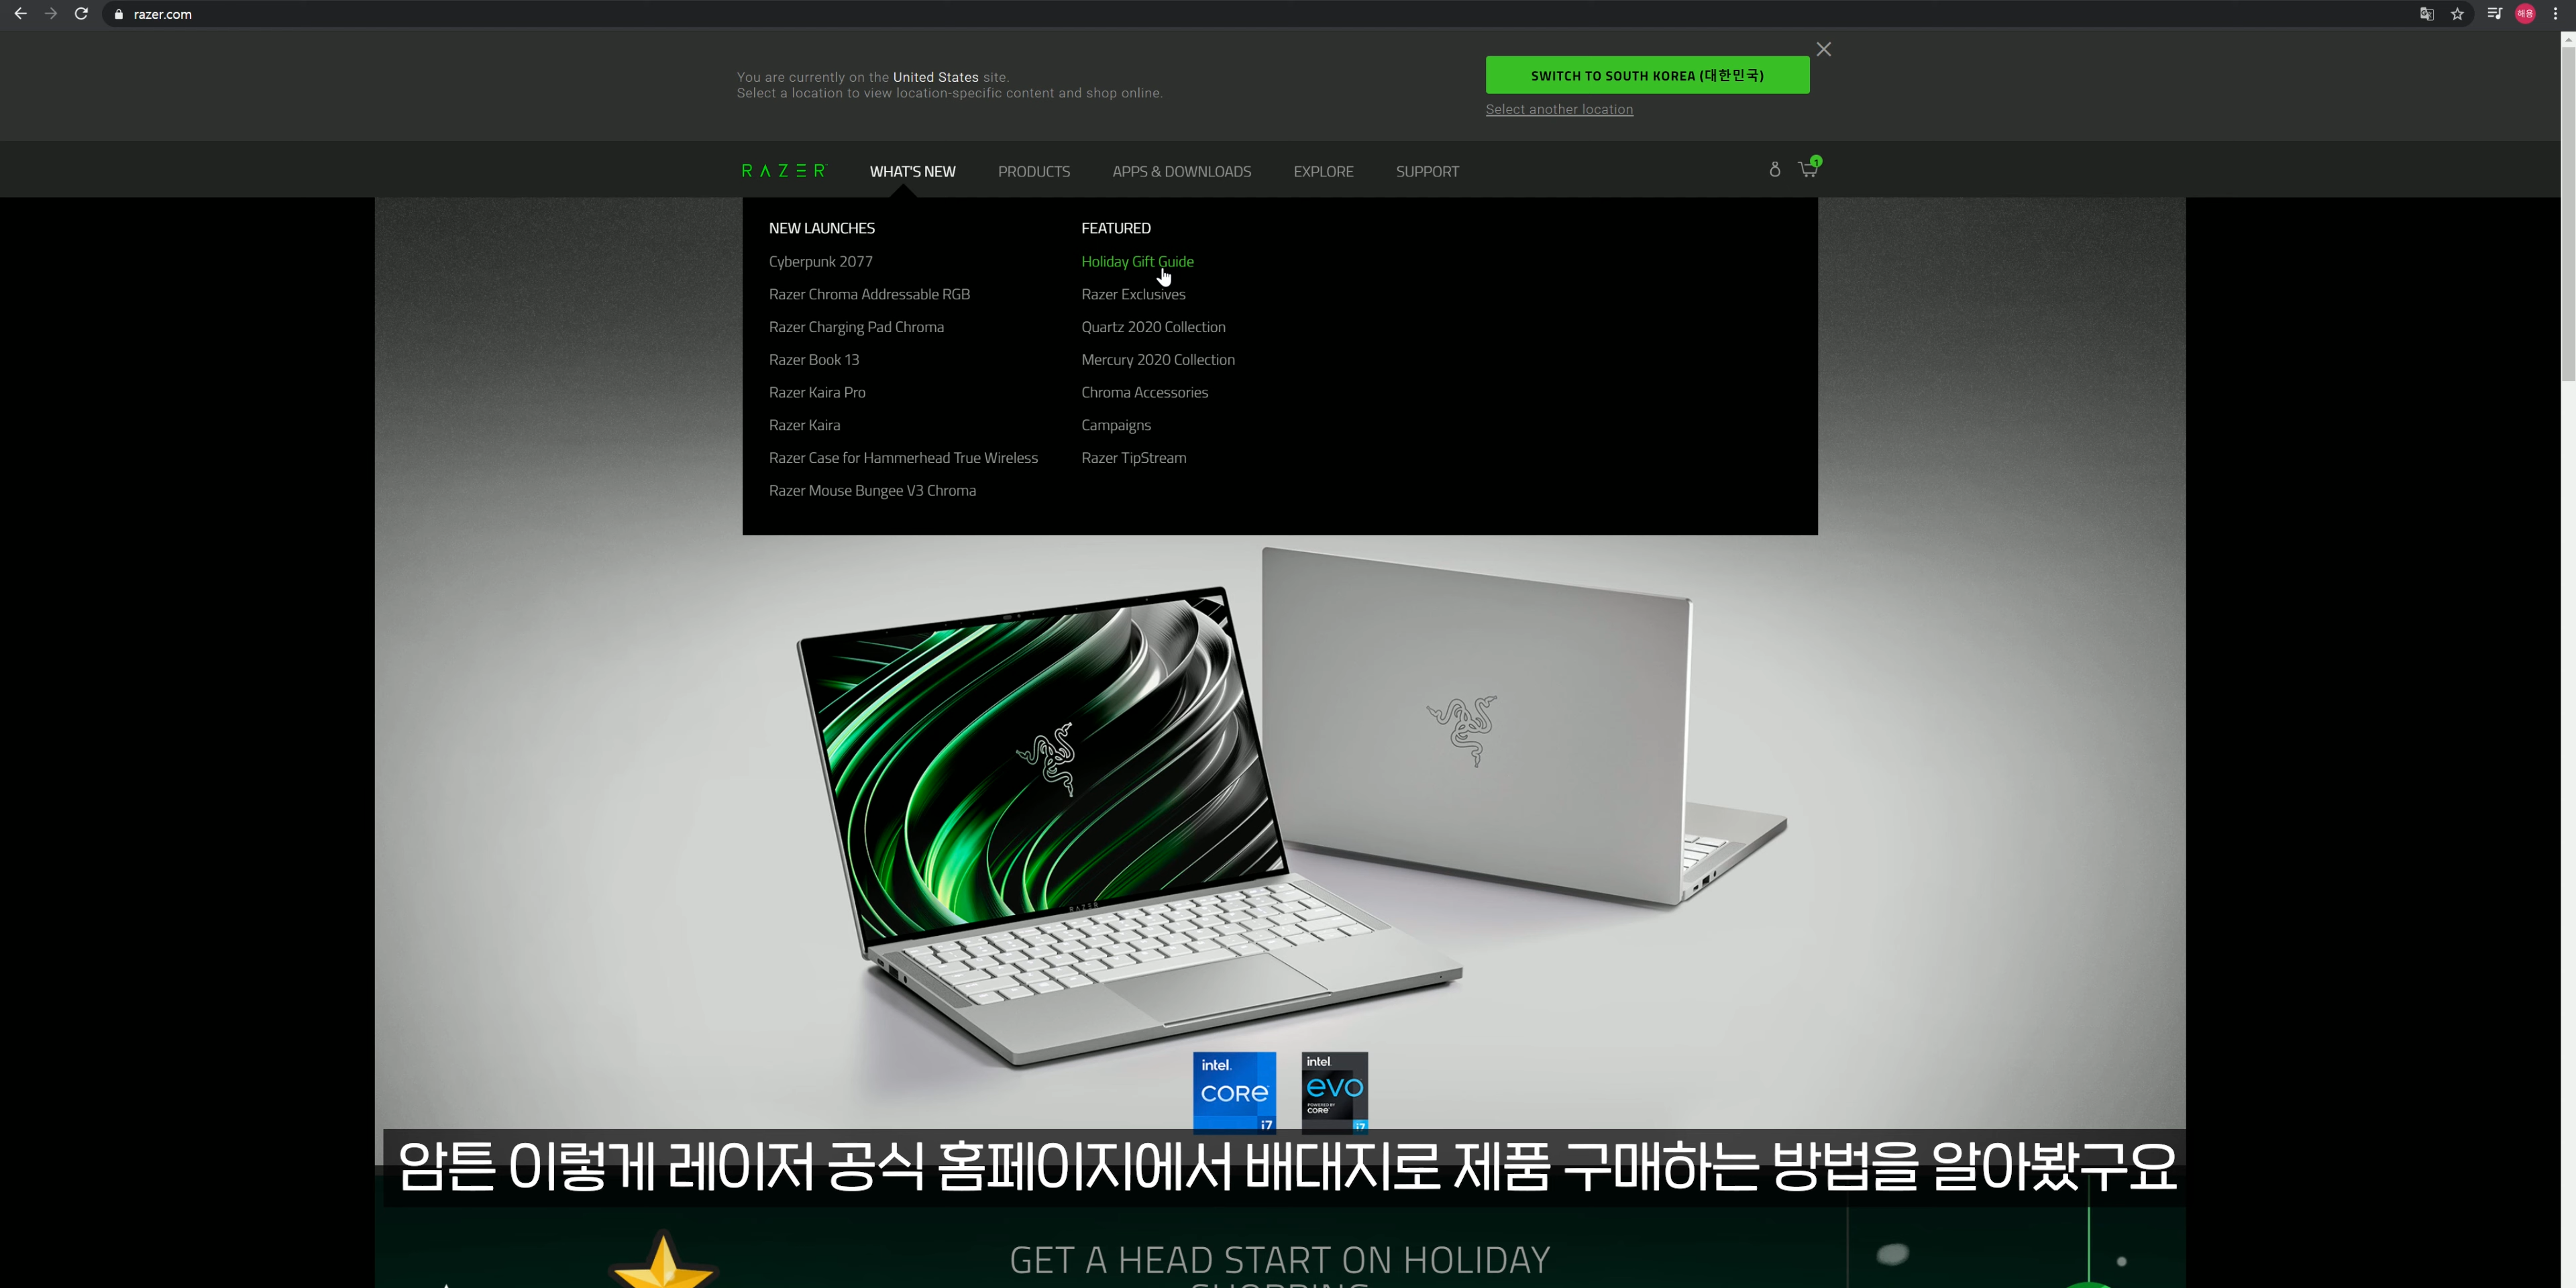 razer.com
해용
You are currently on the United States site.
Select a location to view location-specific content and shop online.
SWITCH TO SOUTH KOREA (대한민국)
Select another location
RAZER
WHAT'S NEW
PRODUCTS
APPS & DOWNLOADS
EXPLORE
SUPPORT
1
NEW LAUNCHES
Cyberpunk 2077
Razer Chroma Addressable RGB
Razer Charging Pad Chroma
Razer Book 13
Razer Kaira Pro
Razer Kaira
Razer Case for Hammerhead True Wireless
Razer Mouse Bungee V3 Chroma
FEATURED
Holiday Gift Guide
Razer Exclusives
Quartz 2020 Collection
Mercury 2020 Collection
Chroma Accessories
Campaigns
Razer TipStream
RAZER
intel.
CORE
i7
intel.
evo
POWERED BY
CORE
i7
암튼 이렇게 레이저 공식 홈페이지에서 배대지로 제품 구매하는 방법을 알아봤구요
GET A HEAD START ON HOLIDAY
SHOPPING